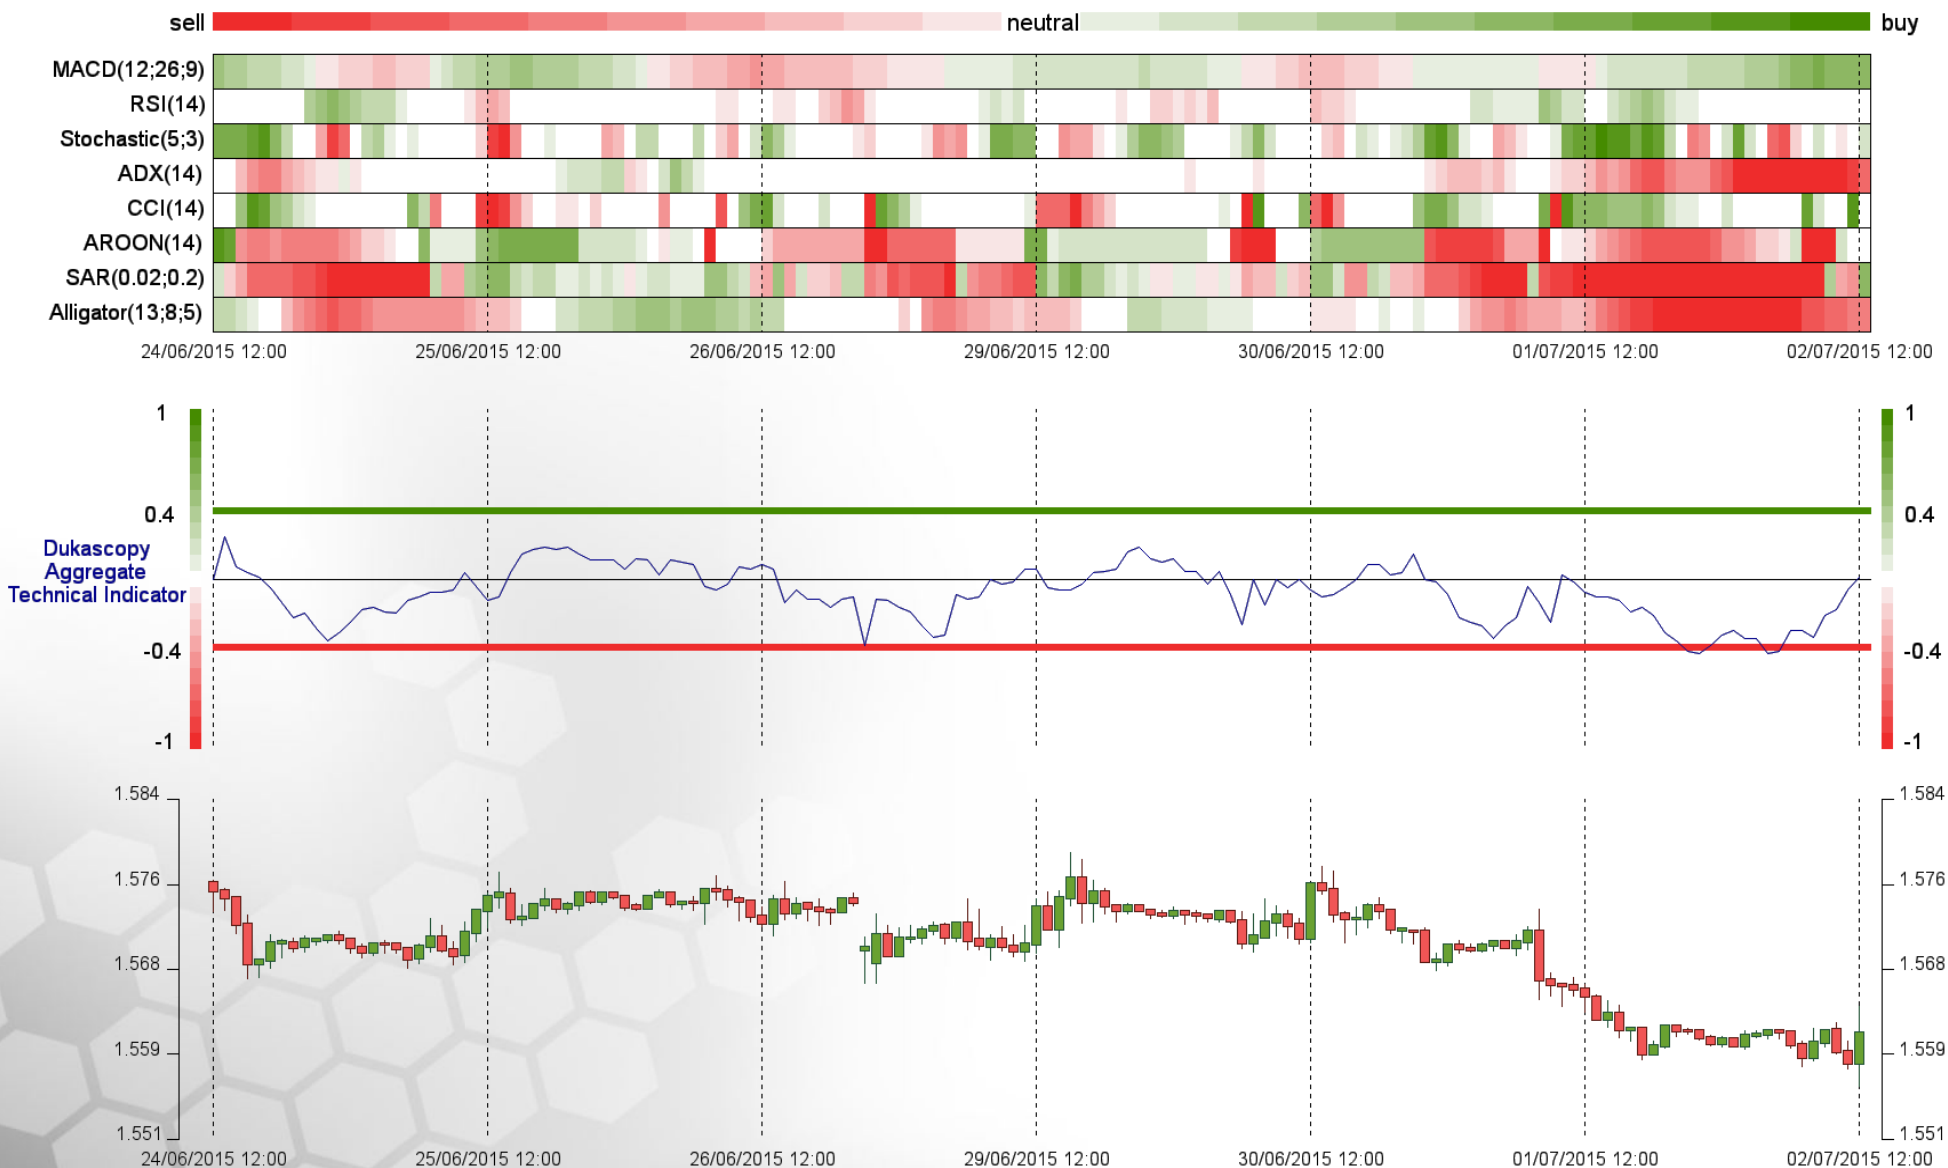 sell neutral buy
MACD(12;26;9)
RSI(14)
Stochastic(5;3)
ADX(14)
CCI(14)
AROON(14)
SAR(0.02;0.2)
Alligator(13;8;5)
24/06/2015 12:00 25/06/2015 12:00 26/06/2015 12:00 29/06/2015 12:00 30/06/2015 12:00 01/07/2015 12:00 02/07/2015 12:00
1 1
0.4 0.4
Dukascopy
Aggregate
Technical Indicator
-0.4 -0.4
-1 -1
1.584 1.584
1.576 1.576
1.568 1.568
1.559 1.559
1.551 1.551
24/06/2015 12:00 25/06/2015 12:00 26/06/2015 12:00 29/06/2015 12:00 30/06/2015 12:00 01/07/2015 12:00 02/07/2015 12:00